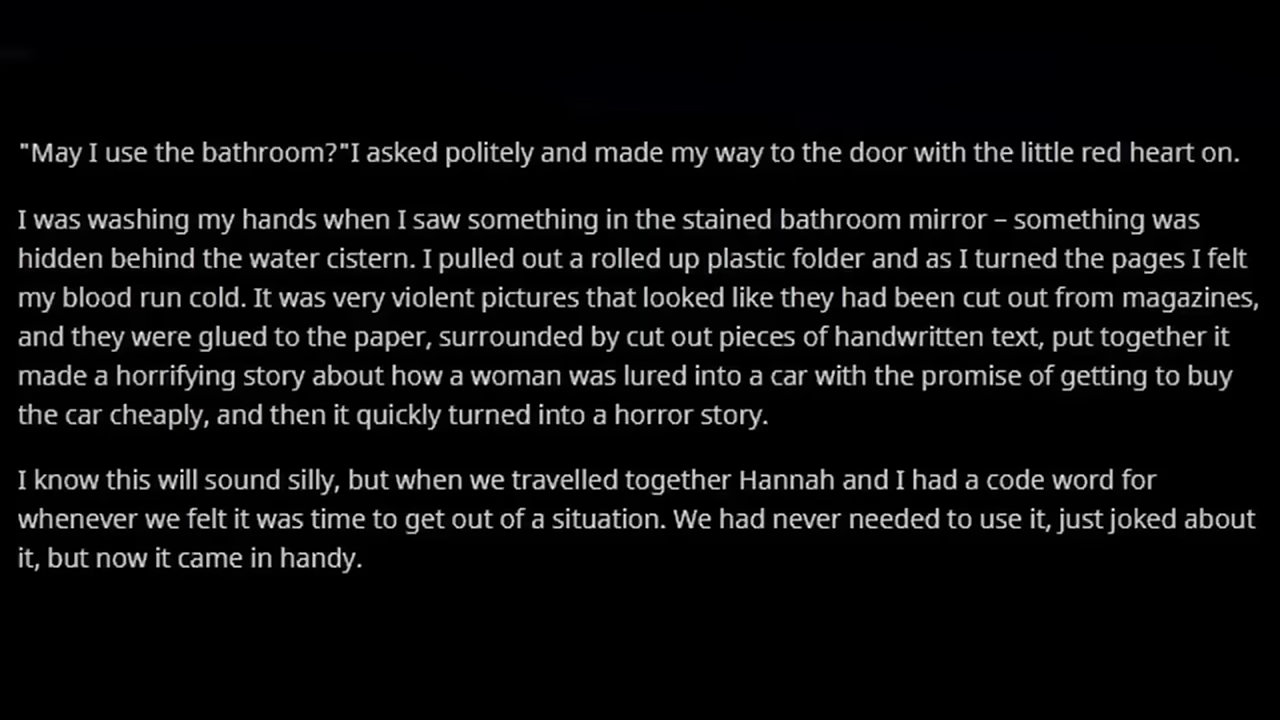 "May I use the bathroom?"I asked politely and made my way to the door with the little red heart on.
I was washing my hands when I saw something in the stained bathroom mirror – something was
hidden behind the water cistern. I pulled out a rolled up plastic folder and as I turned the pages I felt
my blood run cold. It was very violent pictures that looked like they had been cut out from magazines,
and they were glued to the paper, surrounded by cut out pieces of handwritten text, put together it
made a horrifying story about how a woman was lured into a car with the promise of getting to buy
the car cheaply, and then it quickly turned into a horror story.
I know this will sound silly, but when we travelled together Hannah and I had a code word for
whenever we felt it was time to get out of a situation. We had never needed to use it, just joked about
it, but now it came in handy.